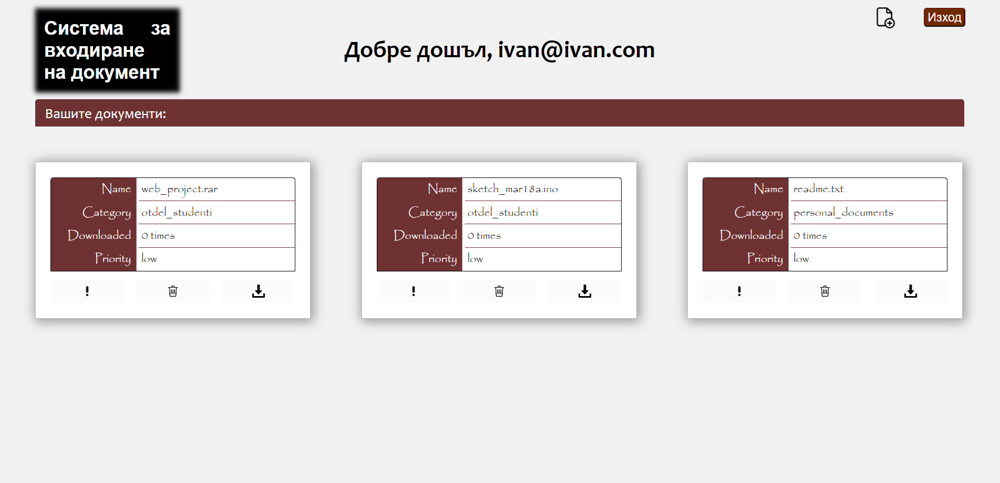 Система за
входиране
на документ
Изход
Добре дошъл, ivan@ivan.com
Вашите документи:
Name web_project.rar
Category otdel_studenti
Downloaded 0 times
Priority low
Name sketch_mar18a.ino
Category otdel_studenti
Downloaded 0 times
Priority low
Name readme.txt
Category personal_documents
Downloaded 0 times
Priority low